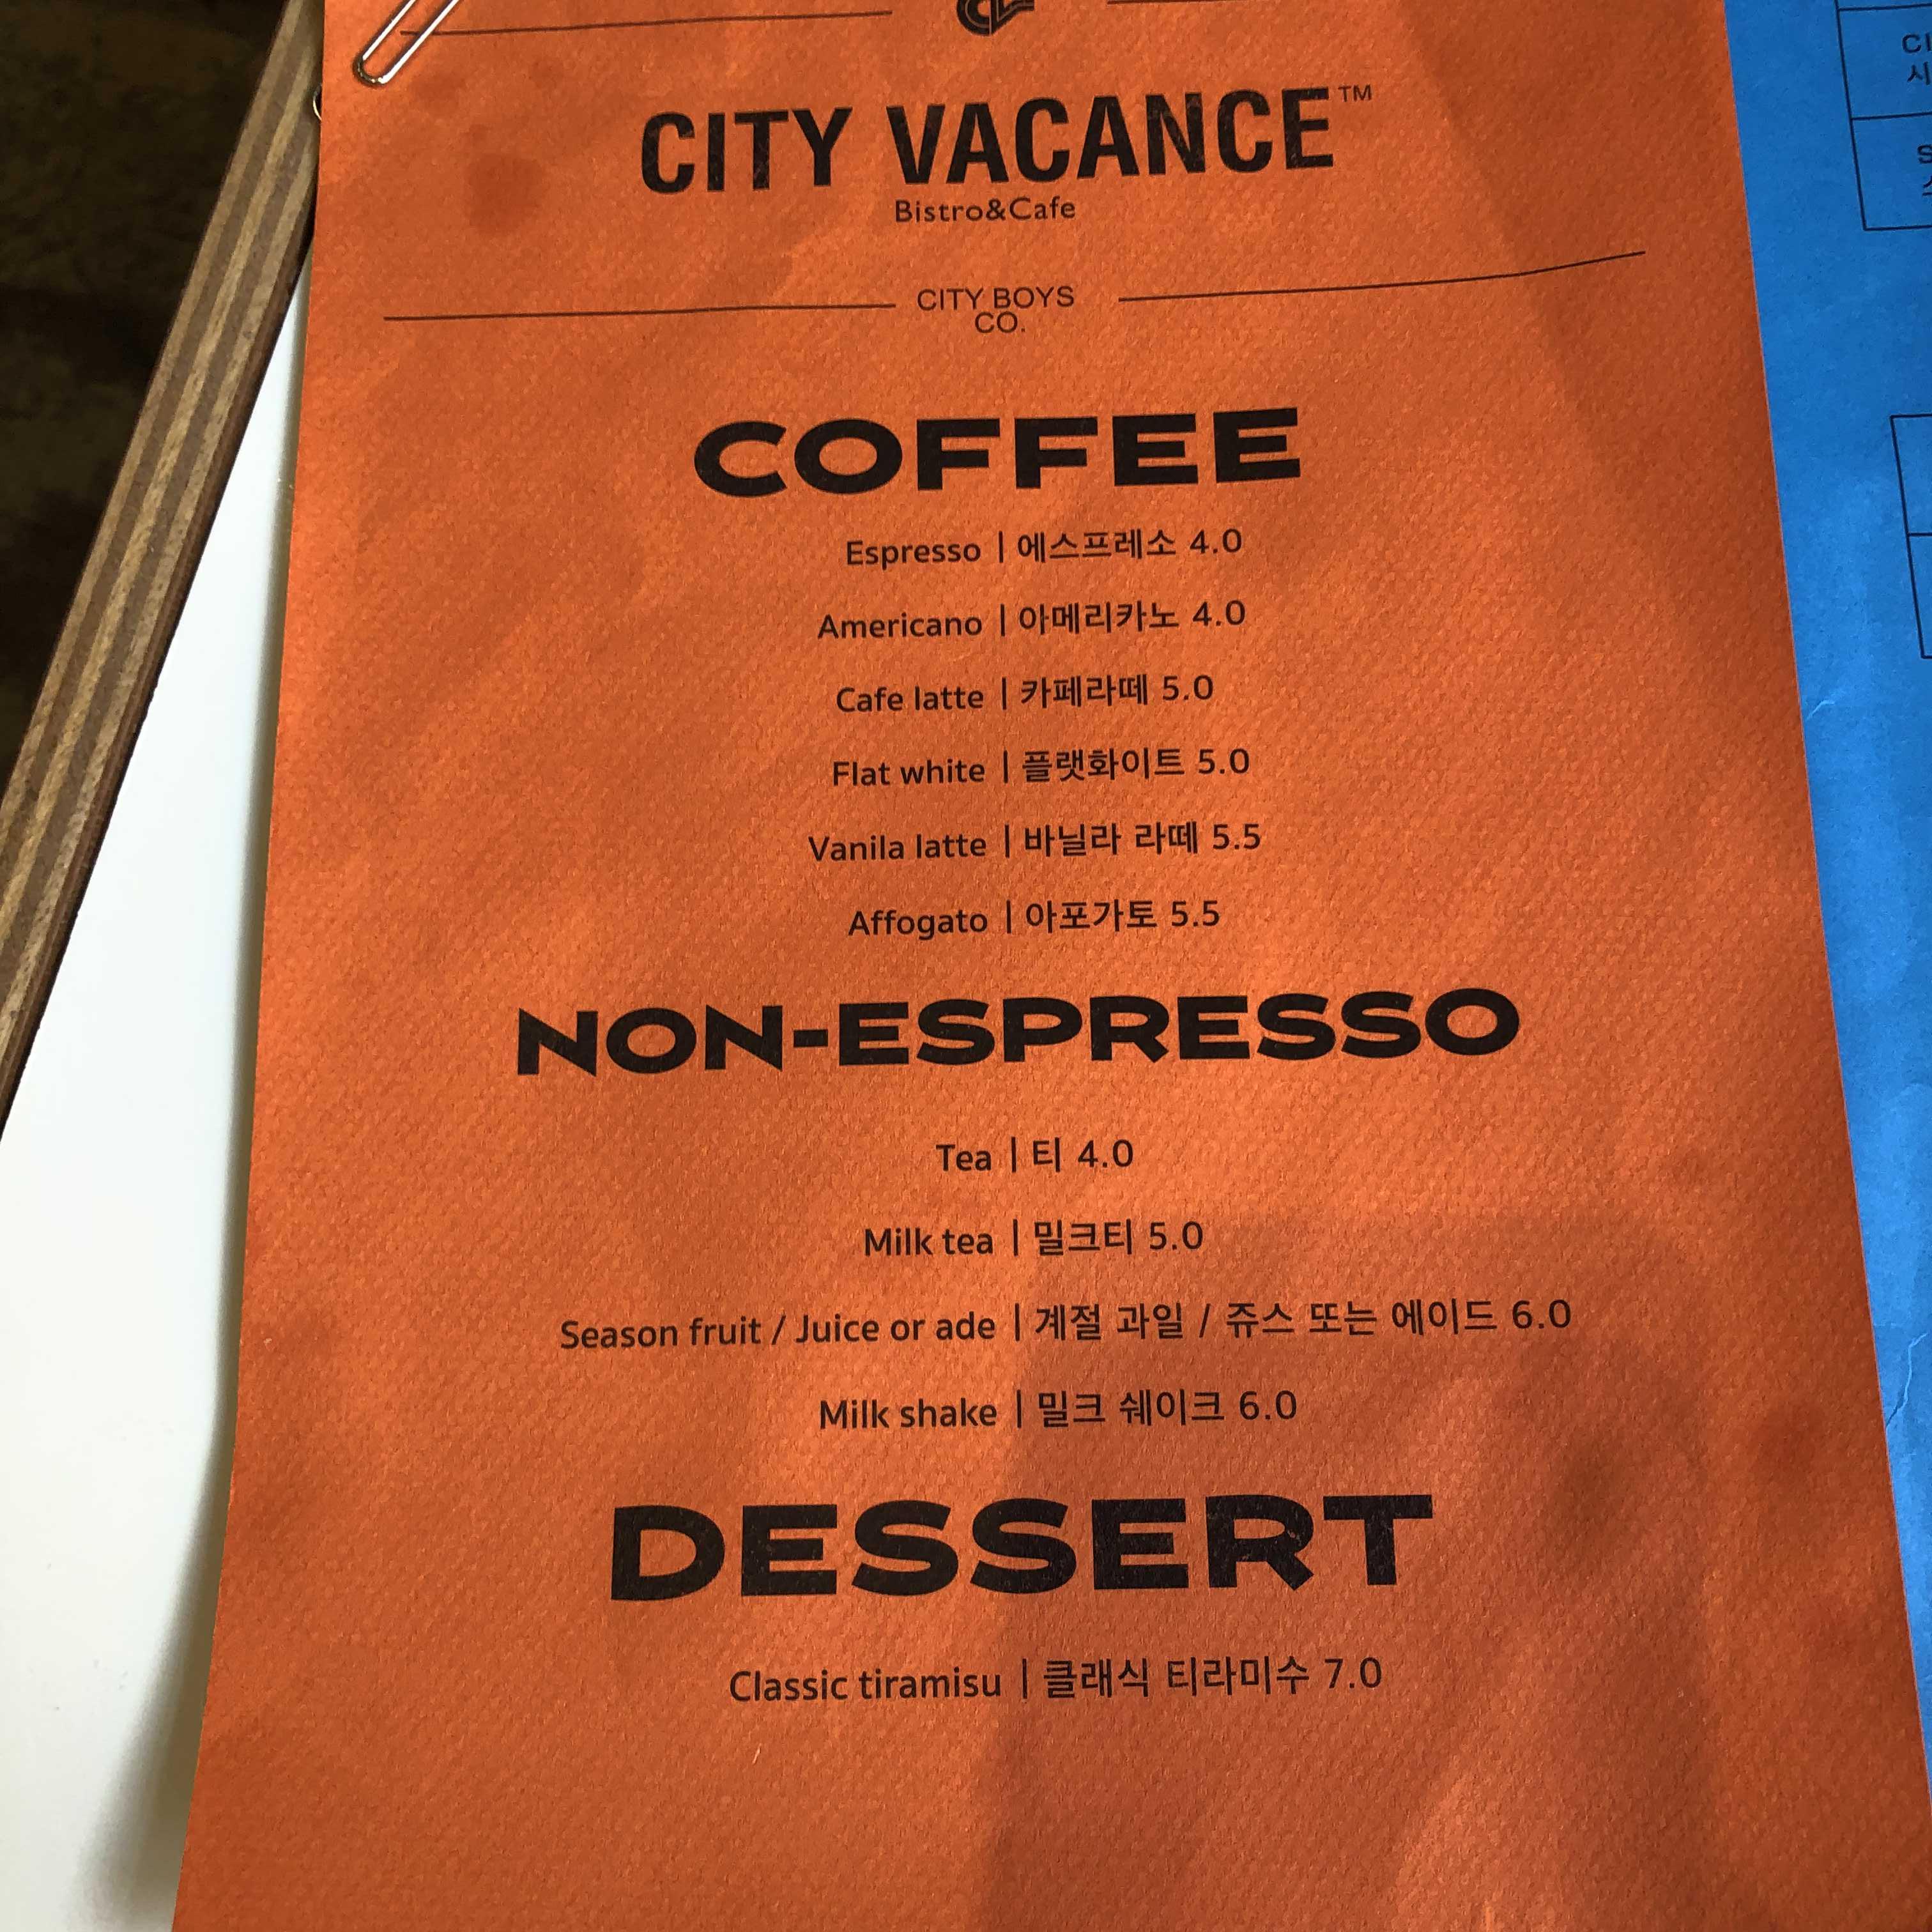 CITY VACANCE™
Bistro&Cafe
CITY BOYS
CO.
COFFEE
Espresso | 에스프레소 4.0
Americano | 아메리카노 4.0
Cafe latte | 카페라떼 5.0
Flat white | 플랫화이트 5.0
Vanila latte | 바닐라 라떼 5.5
Affogato | 아포가토 5.5
NON-ESPRESSO
Tea | 티 4.0
Milk tea | 밀크티 5.0
Season fruit / Juice or ade | 계절 과일 / 쥬스 또는 에이드 6.0
Milk shake | 밀크 쉐이크 6.0
DESSERT
Classic tiramisu | 클래식 티라미수 7.0